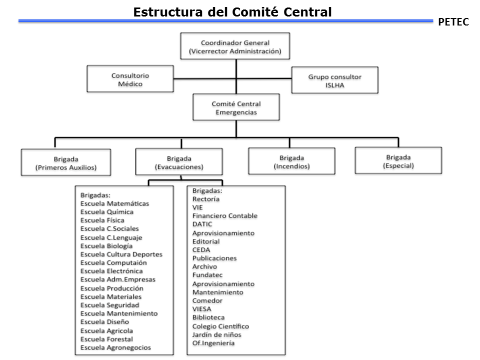 Estructura del Comité Central
PETEC
Coordinador General
(Vicerrector Administración)
Consultorio
Médico
Grupo consultor
ISLHA
Comité Central
Emergencias
Brigada
(Primeros Auxilios)
Brigada
(Evacuaciones)
Brigada
(Incendios)
Brigada
(Especial)
Brigadas:
Escuela Matemáticas
Escuela Química
Escuela Física
Escuela C.Sociales
Escuela C.Lenguaje
Escuela Biología
Escuela Cultura Deportes
Escuela Computaión
Escuela Electrónica
Escuela Adm.Empresas
Escuela Producción
Escuela Materiales
Escuela Seguridad
Escuela Mantenimiento
Escuela Diseño
Escuela Agricola
Escuela Forestal
Escuela Agronegocios
Brigadas:
Rectoría
VIE
Financiero Contable
DATIC
Aprovisionamiento
Editorial
CEDA
Publicaciones
Archivo
Fundatec
Aprovisionamiento
Mantenimiento
Comedor
VIESA
Biblioteca
Colegio Científico
Jardín de niños
Of.Ingeniería